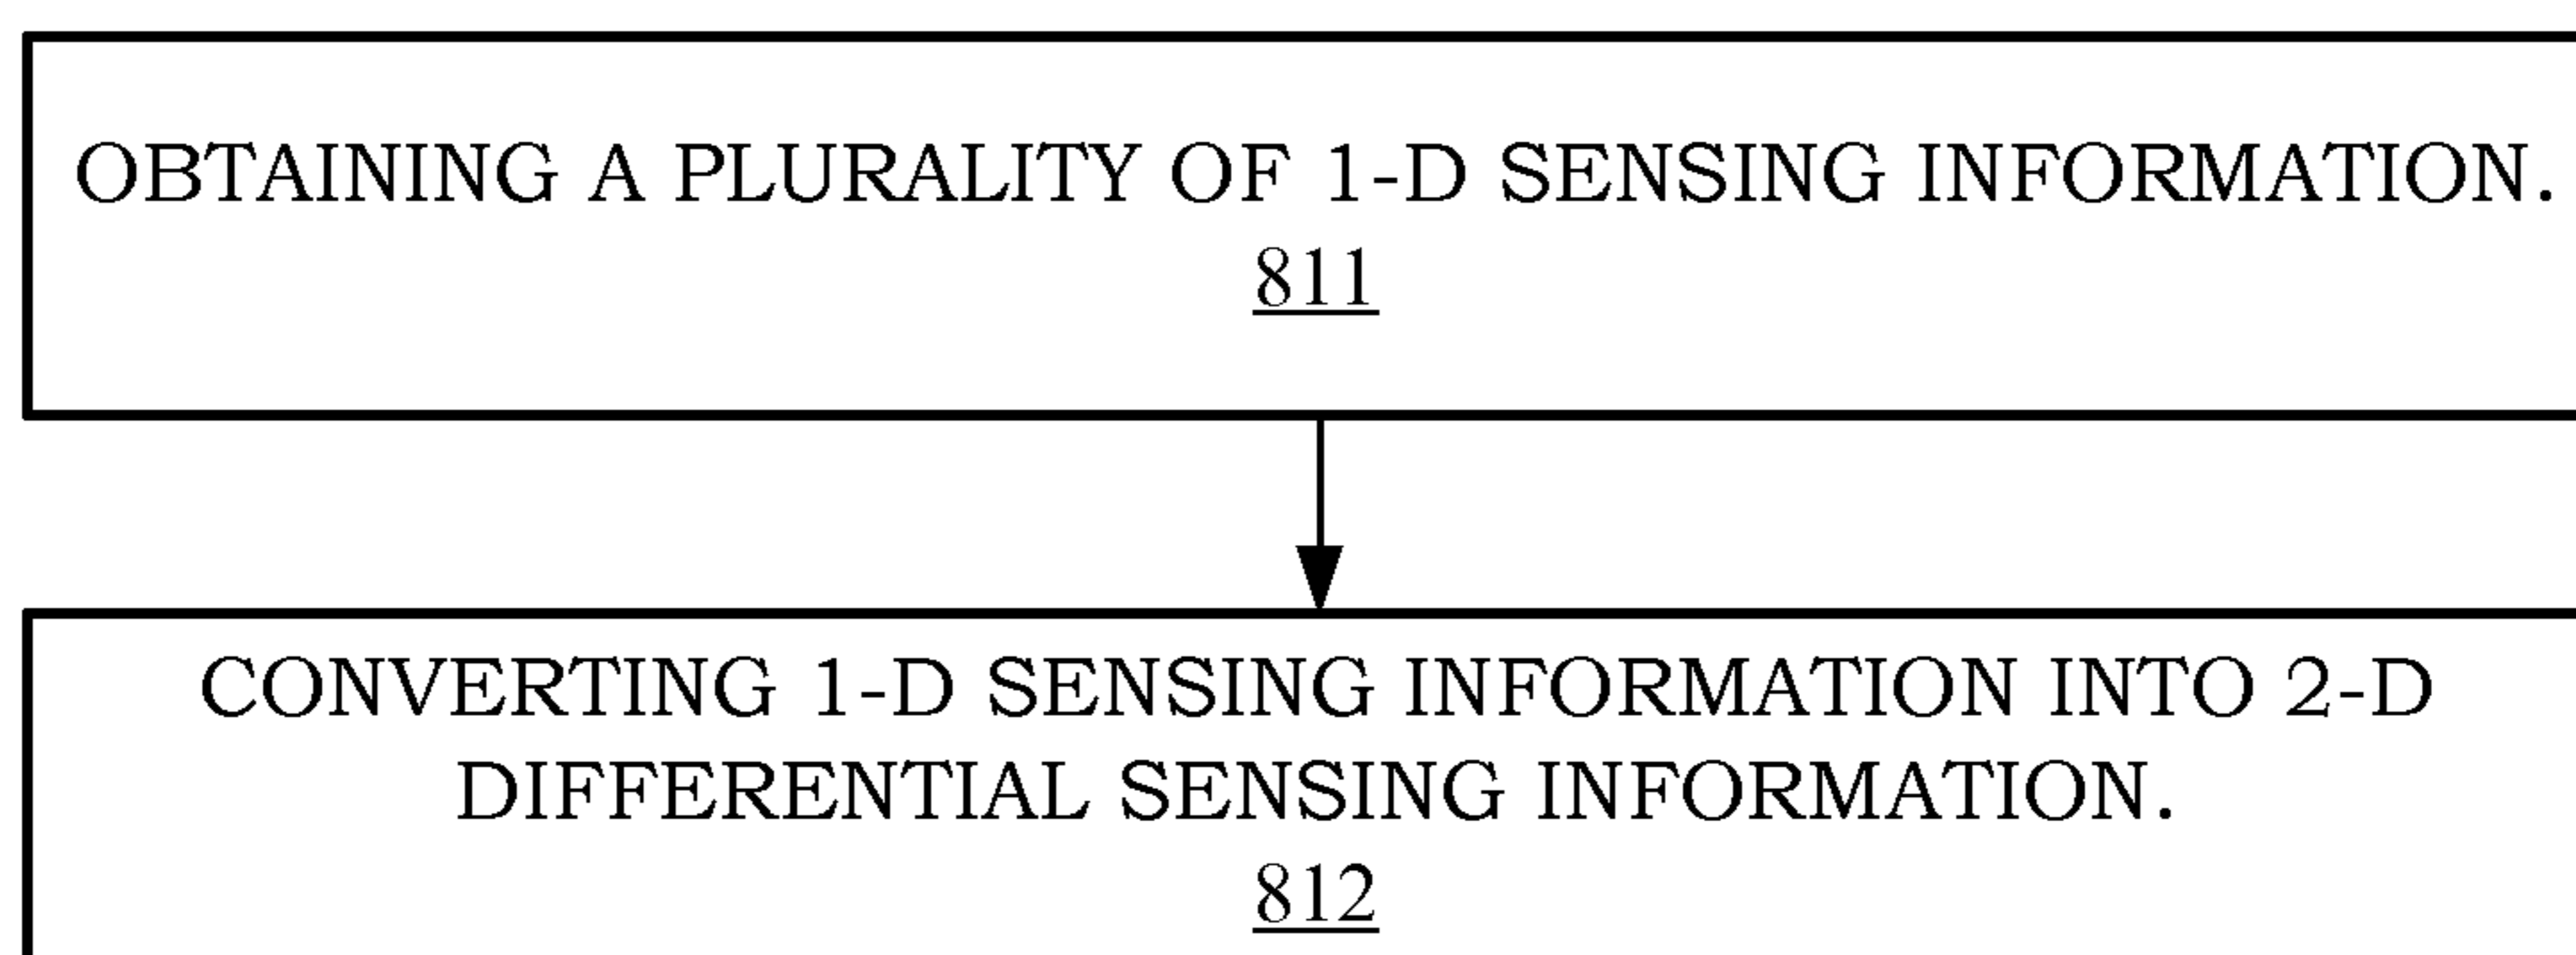 OBTAINING A PLURALITY OF 1-D SENSING INFORMATION.
811
CONVERTING 1-D SENSING INFORMATION INTO 2-D
DIFFERENTIAL SENSING INFORMATION.
812